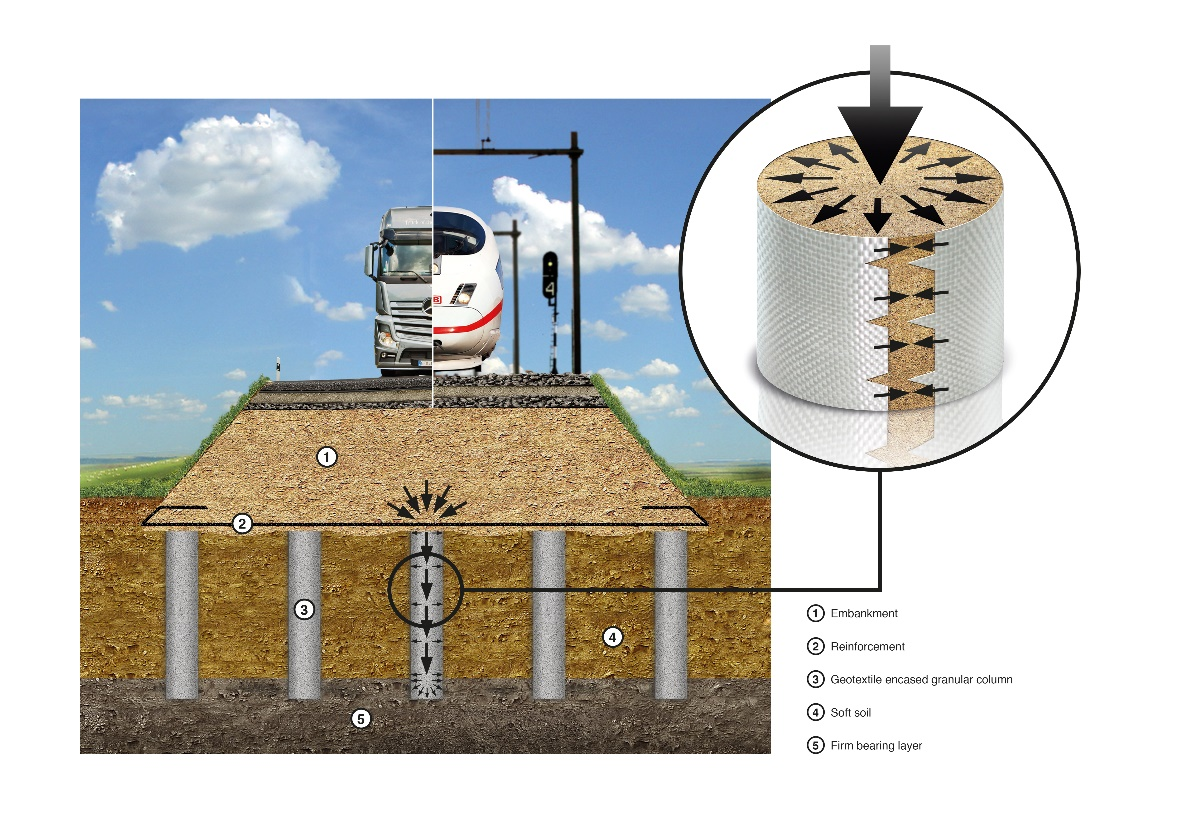 4
DB
1
2
3
4
5
1 Embankment
2 Reinforcement
3 Geotextile encased granular column
4 Soft soil
5 Firm bearing layer